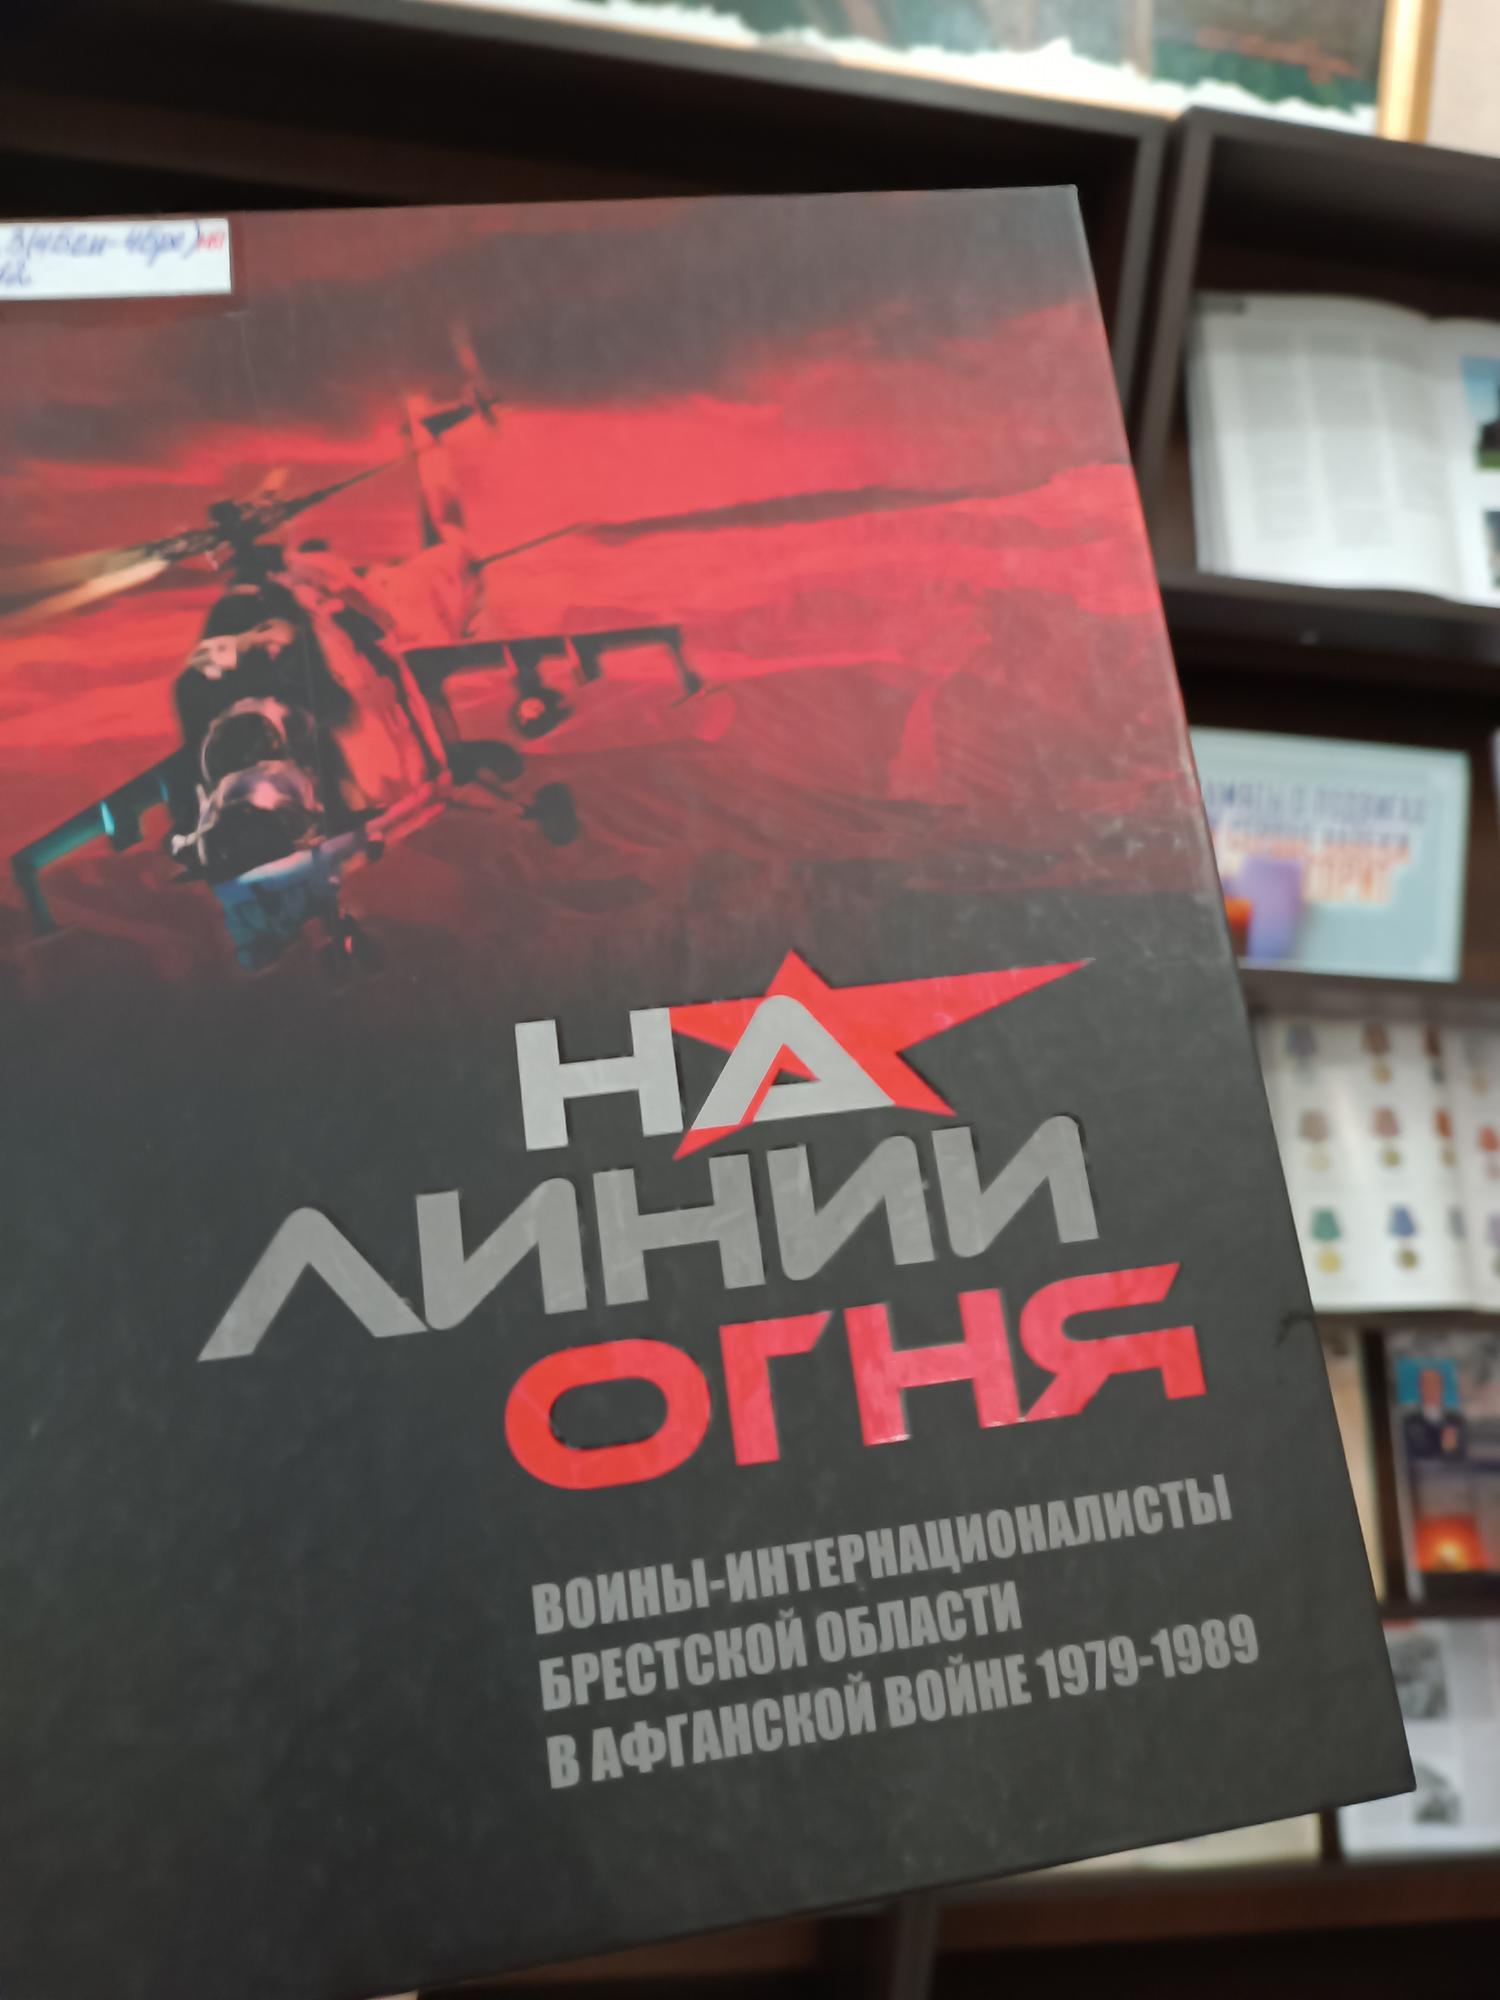 НА
ЛИНИИ
ОГНЯ
ВОИНЫ-ИНТЕРНАЦИОНАЛИСТЫ
БРЕСТСКОЙ ОБЛАСТИ
В АФГАНСКОЙ ВОЙНЕ 1979-1989